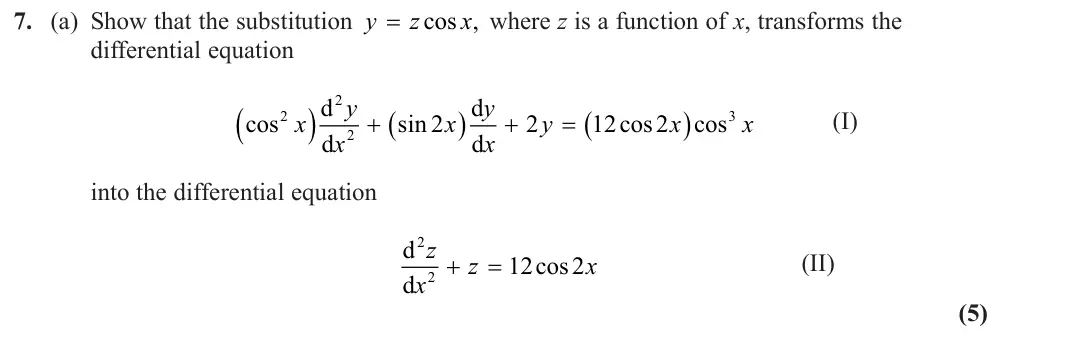 7. (a) Show that the substitution y = z cos x, where z is a function of x, transforms the
differential equation
(cos² x) d²y/dx² + (sin 2x) dy/dx + 2y = (12 cos 2x) cos³ x (I)
into the differential equation
d²z/dx² + z = 12 cos 2x (II)
(5)